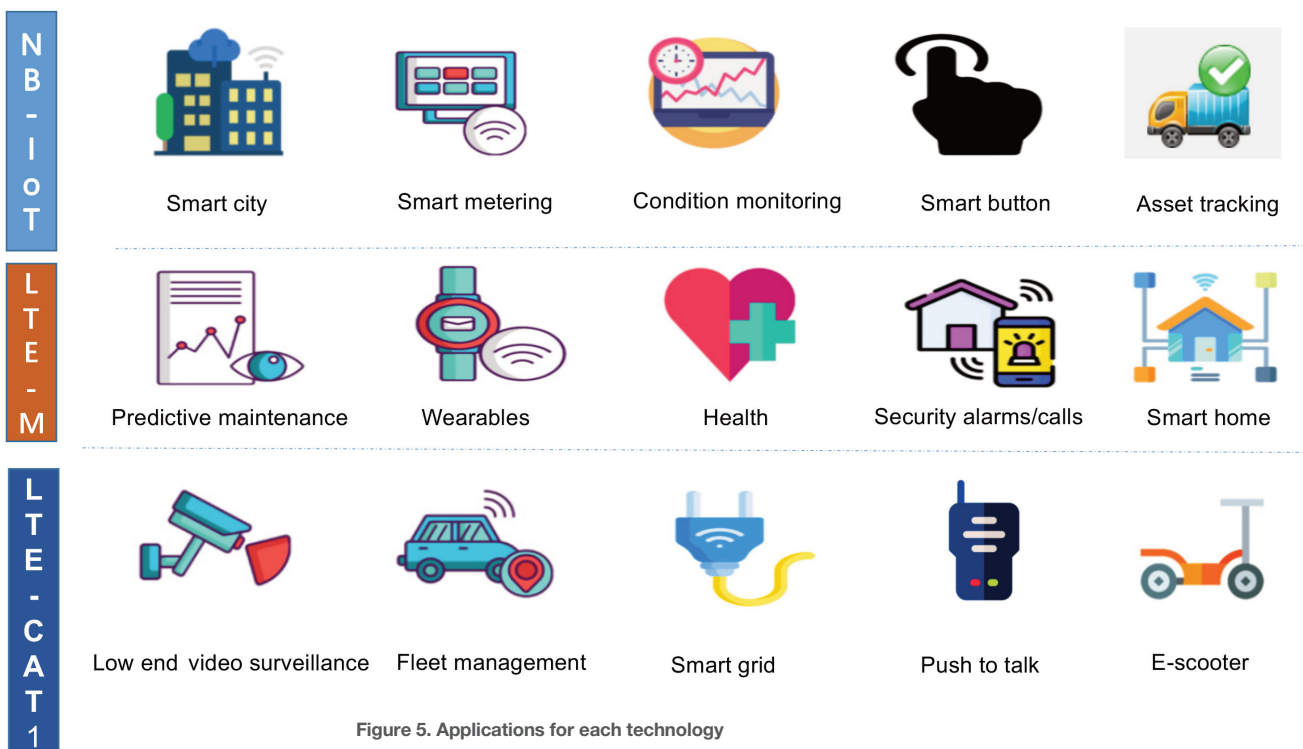 NB-IoT
Smart city
Smart metering
Condition monitoring
Smart button
Asset tracking
LTE-M
Predictive maintenance
Wearables
Health
Security alarms/calls
Smart home
LTE-CAT1
Low end video surveillance
Fleet management
Smart grid
Push to talk
E-scooter
Figure 5. Applications for each technology